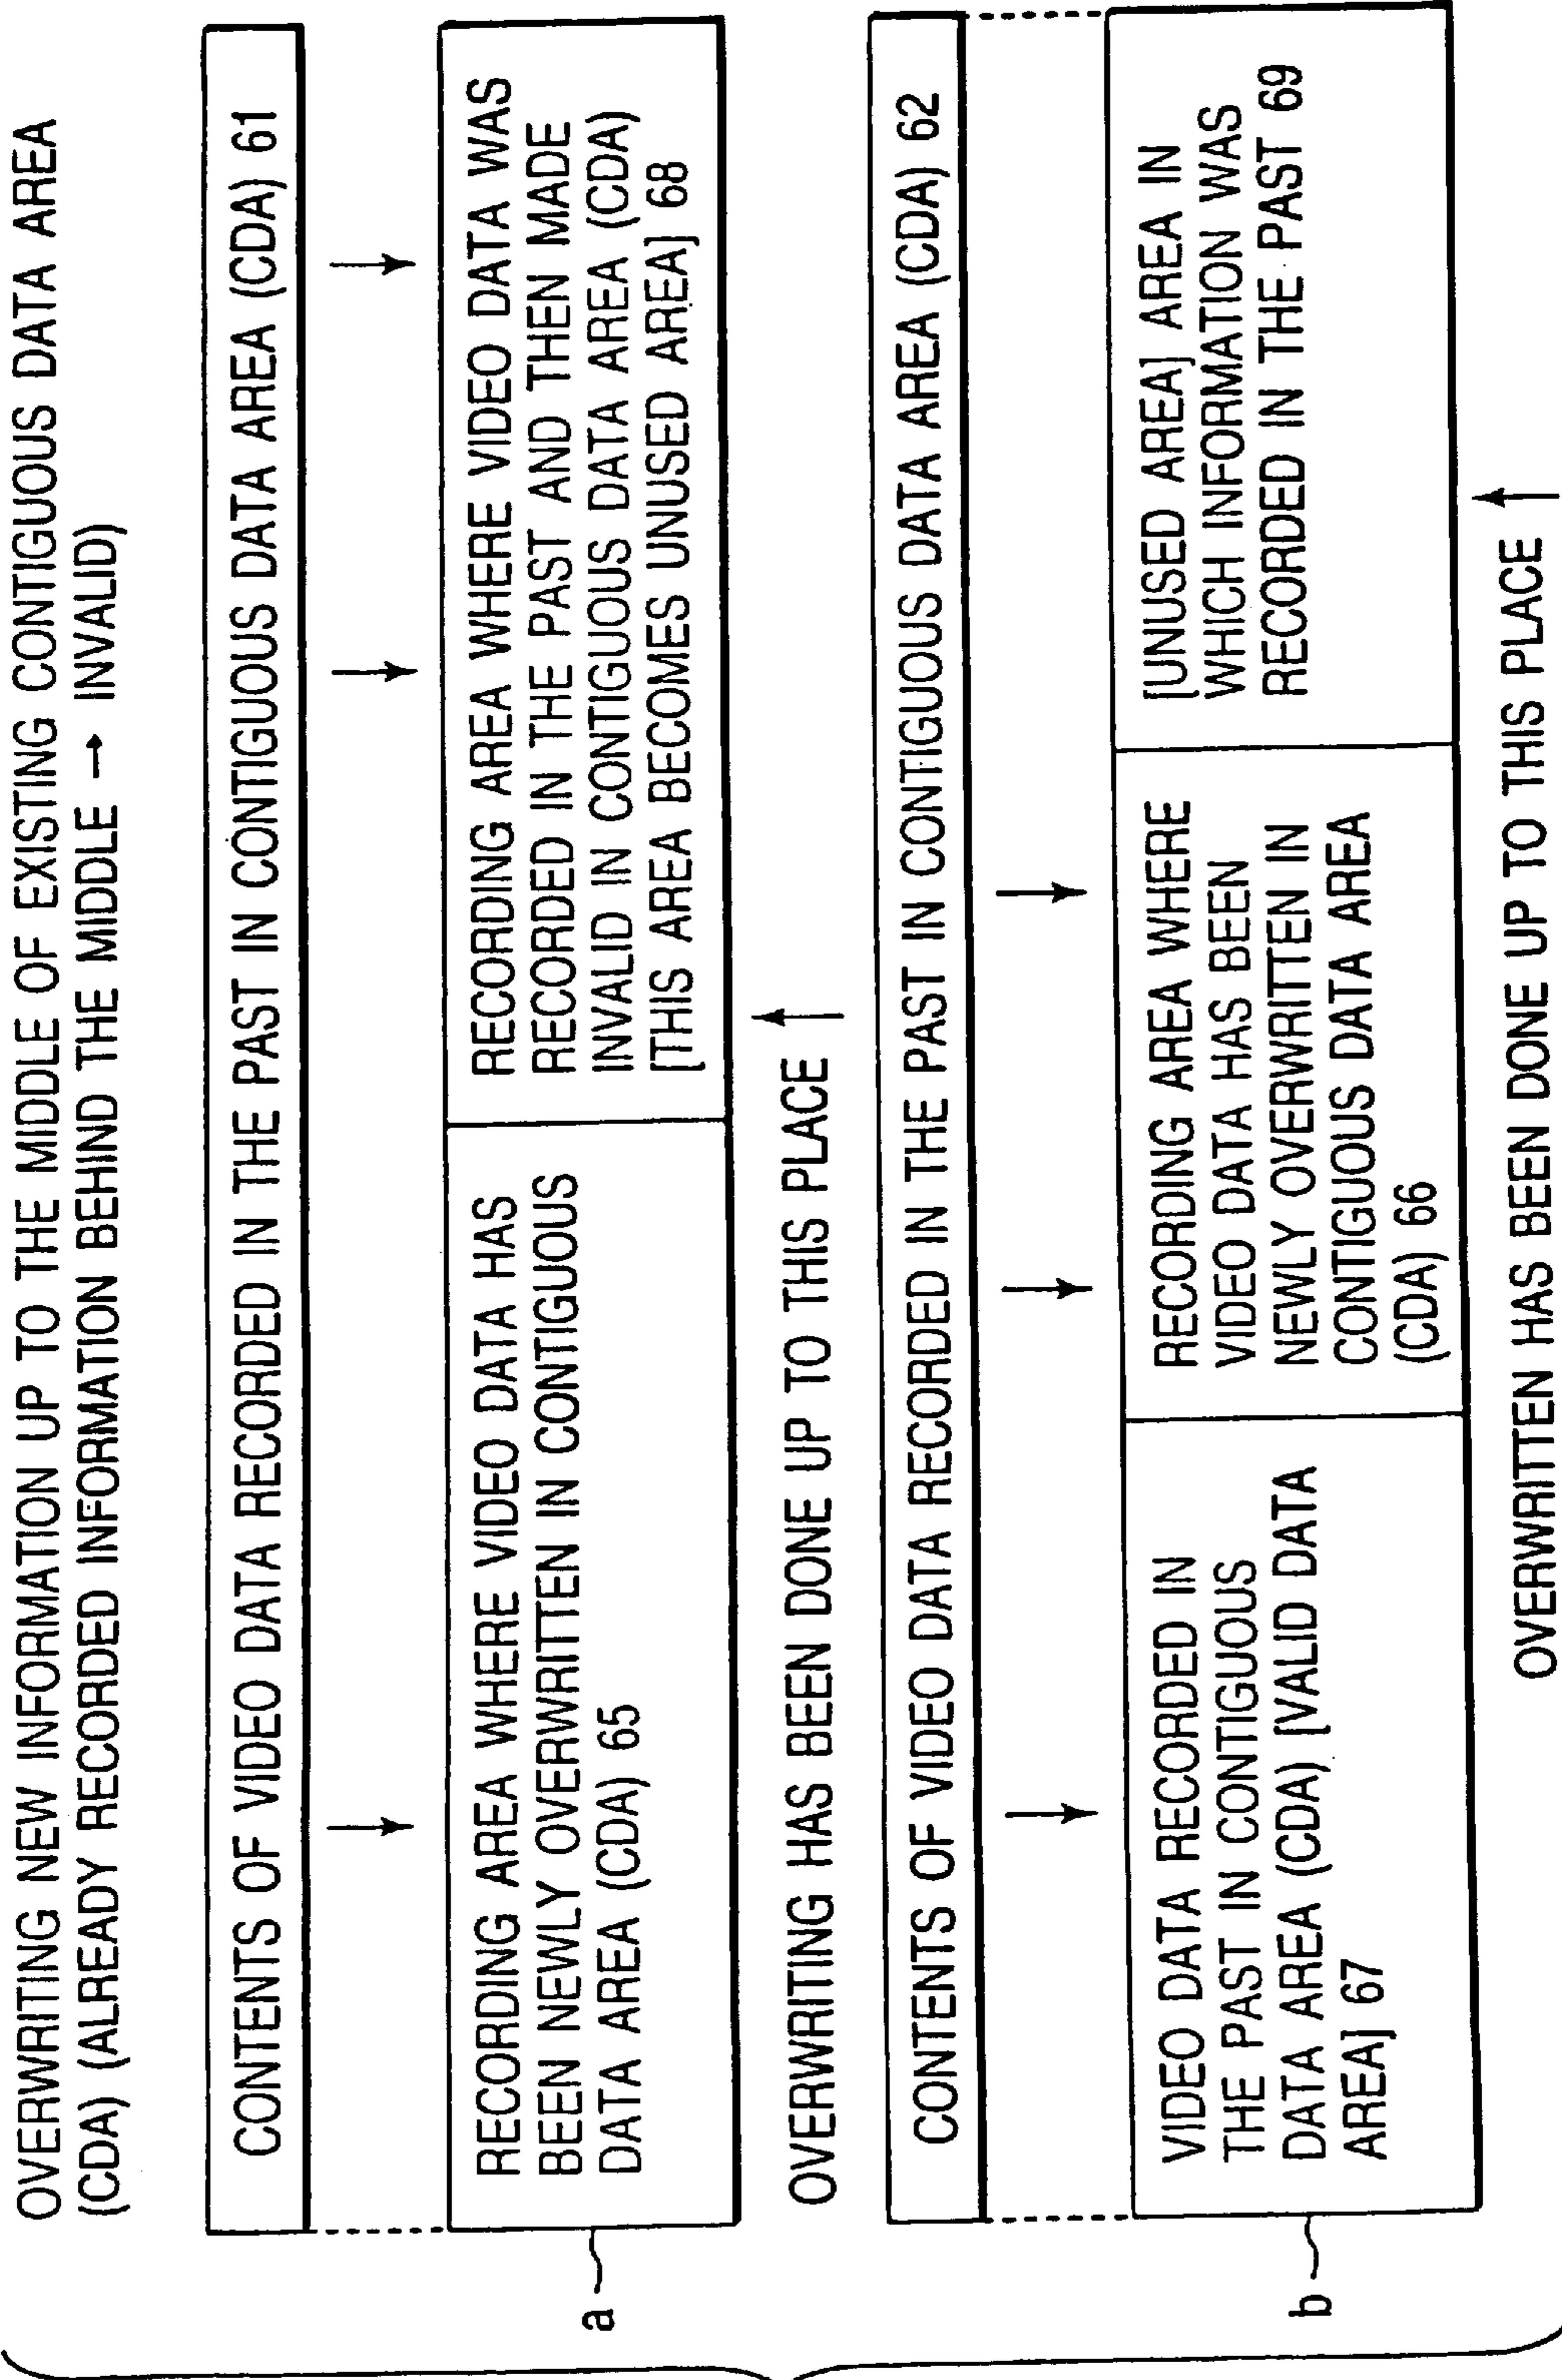 OVERWRITING NEW INFORMATION UP TO THE MIDDLE OF EXISTING CONTIGUOUS DATA AREA
(CDA) (ALREADY RECORDED INFORMATION BEHIND THE MIDDLE → INVALID)
CONTENTS OF VIDEO DATA RECORDED IN THE PAST IN CONTIGUOUS DATA AREA (CDA) 61
a
RECORDING AREA WHERE VIDEO DATA HAS
BEEN NEWLY OVERWRITTEN IN CONTIGUOUS
DATA AREA (CDA) 65
RECORDING AREA WHERE VIDEO DATA WAS
RECORDED IN THE PAST AND THEN MADE
INVALID IN CONTIGUOUS DATA AREA (CDA)
[THIS AREA BECOMES UNUSED AREA] 68
OVERWRITING HAS BEEN DONE UP TO THIS PLACE
CONTENTS OF VIDEO DATA RECORDED IN THE PAST IN CONTIGUOUS DATA AREA (CDA) 62
b
VIDEO DATA RECORDED IN
THE PAST IN CONTIGUOUS
DATA AREA (CDA) [VALID DATA
AREA] 67
RECORDING AREA WHERE
VIDEO DATA HAS BEEN
NEWLY OVERWRITTEN IN
CONTIGUOUS DATA AREA
(CDA) 66
[UNUSED AREA] AREA IN
WHICH INFORMATION WAS
RECORDED IN THE PAST 69
OVERWRITTEN HAS BEEN DONE UP TO THIS PLACE